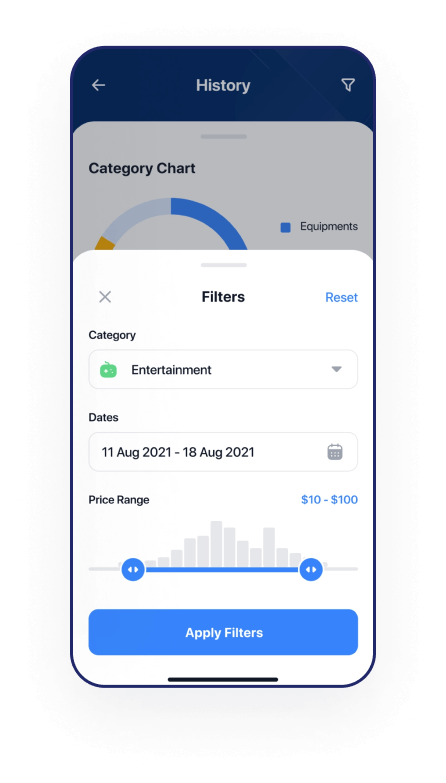 History
Category Chart
Equipments
Filters
Reset
Category
Entertainment
Dates
11 Aug 2021 - 18 Aug 2021
Price Range
$10 - $100
Apply Filters